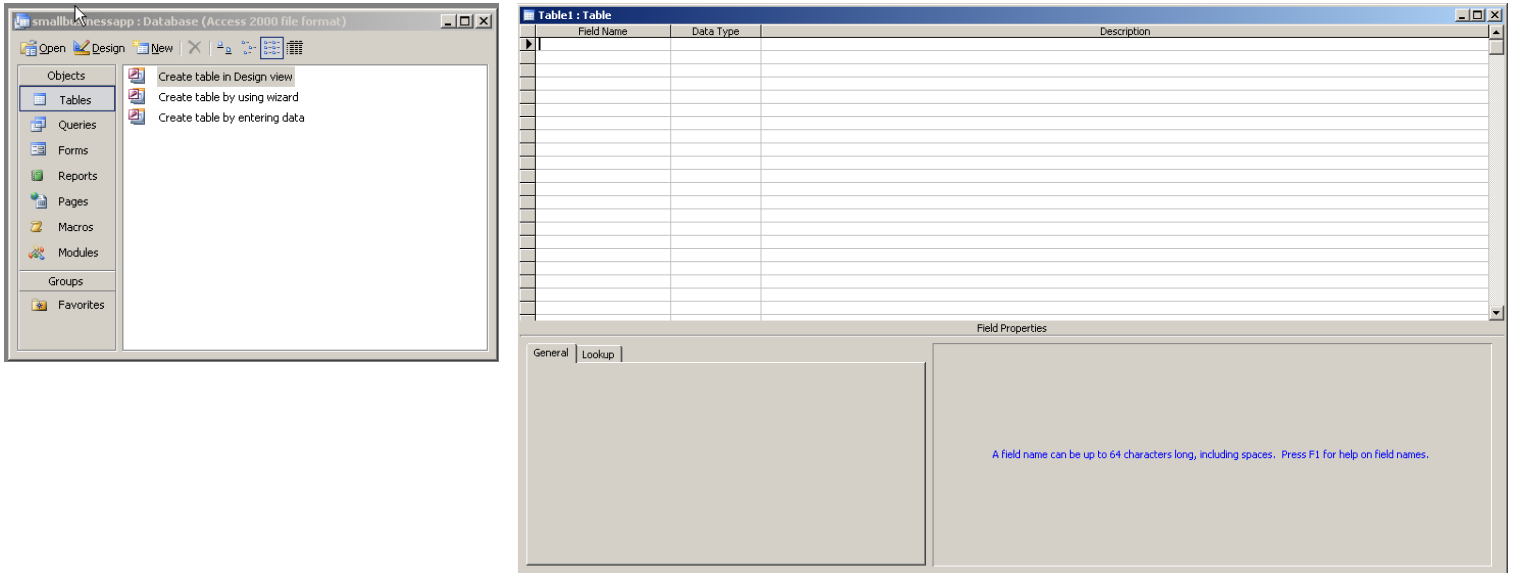 smallbusinessapp : Database (Access 2000 file format)
Open Design New
Objects
Tables
Queries
Forms
Reports
Pages
Macros
Modules
Groups
Favorites
Create table in Design view
Create table by using wizard
Create table by entering data
Table1 : Table
Field Name Data Type Description
Field Properties
General Lookup
A field name can be up to 64 characters long, including spaces. Press F1 for help on field names.